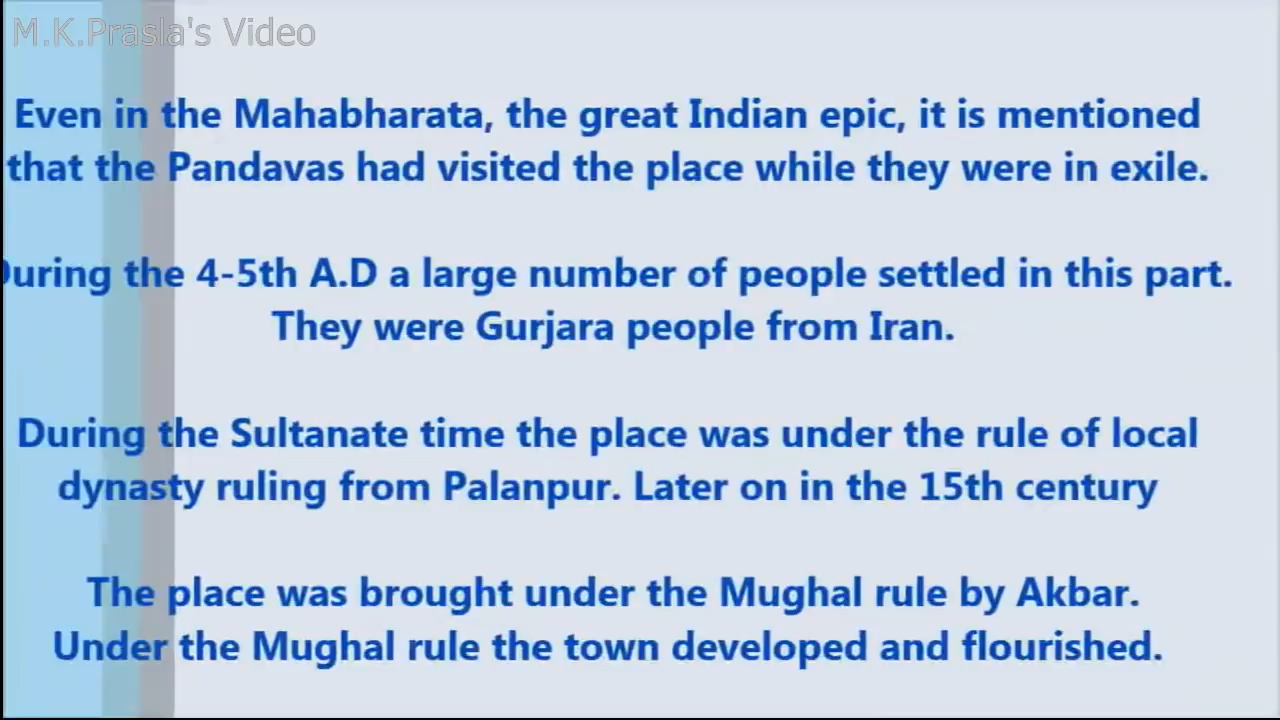 M.K.Prasla's Video
Even in the Mahabharata, the great Indian epic, it is mentioned
that the Pandavas had visited the place while they were in exile.
During the 4-5th A.D a large number of people settled in this part.
They were Gurjara people from Iran.
During the Sultanate time the place was under the rule of local
dynasty ruling from Palanpur. Later on in the 15th century
The place was brought under the Mughal rule by Akbar.
Under the Mughal rule the town developed and flourished.